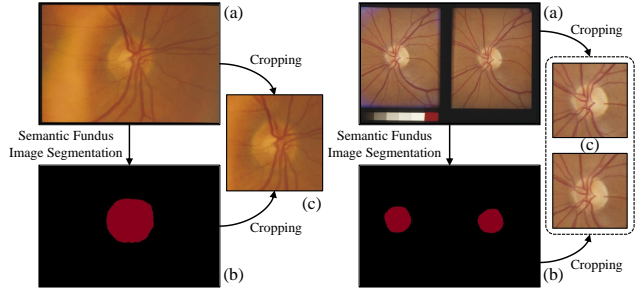 (a)
Cropping
Semantic Fundus
Image Segmentation
(c)
Cropping
(b)
(a)
Cropping
Semantic Fundus
Image Segmentation
(c)
Cropping
(b)